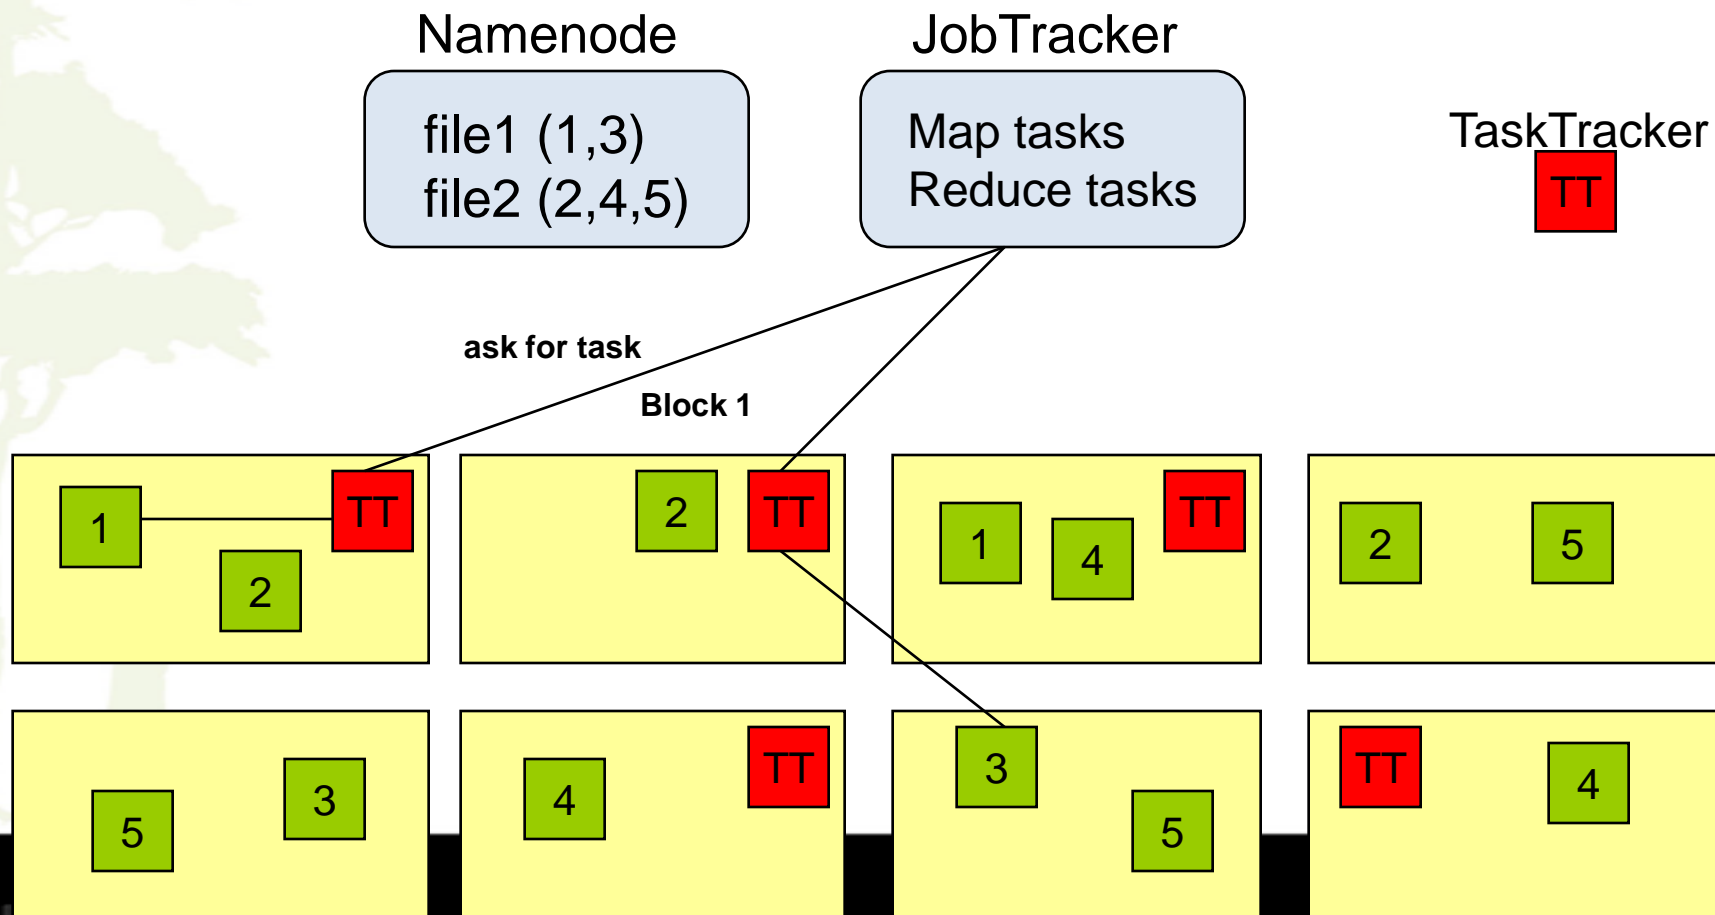 Namenode
JobTracker
file1 (1,3)
file2 (2,4,5)
Map tasks
Reduce tasks
TaskTracker
TT
ask for task
Block 1
1
2
TT
2
TT
1
4
TT
2
5
5
3
4
TT
3
5
TT
4